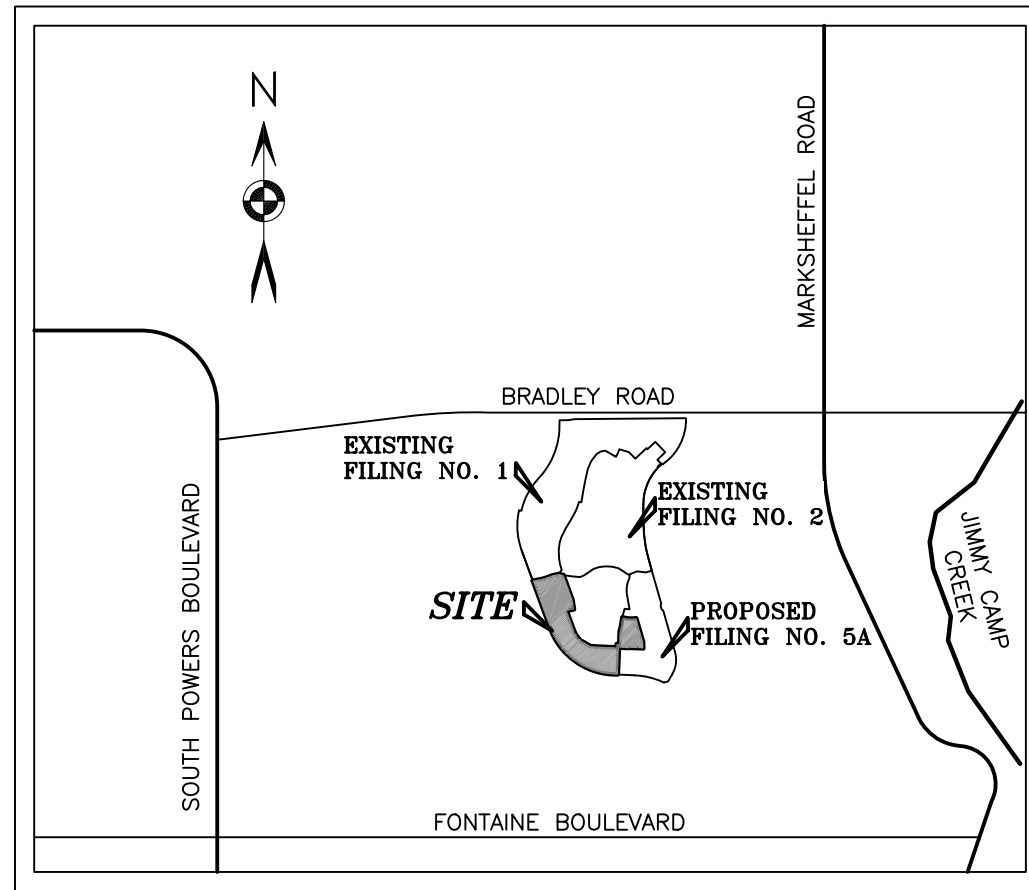 N
MARKSHEFFEL ROAD
BRADLEY ROAD
EXISTING
FILING NO. 1
EXISTING
FILING NO. 2
SOUTH POWERS BOULEVARD
JIMMY CAMP
CREEK
SITE
PROPOSED
FILING NO. 5A
FONTAINE BOULEVARD